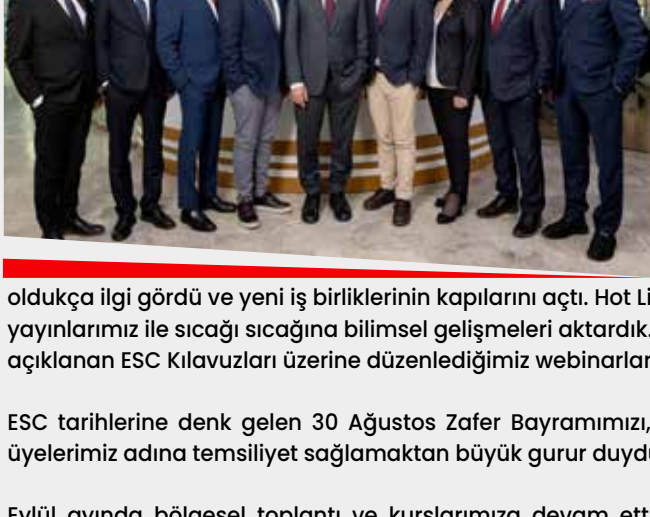 oldukça ilgi gördü ve yeni iş birliklerinin kapılarını açtı. Hot
yayınlarımız ile sıcağı sıcağına bilimsel gelişmeleri aktardık.
açıklanan ESC Kılavuzları üzerine düzenlediğimiz webinarlar
ESC tarihlerine denk gelen 30 Ağustos Zafer Bayramımızı,
üyelerimiz adına temsiliyet sağlamaktan büyük gurur
Eylül ayında bölgesel toplantı ve kurslarımıza devam